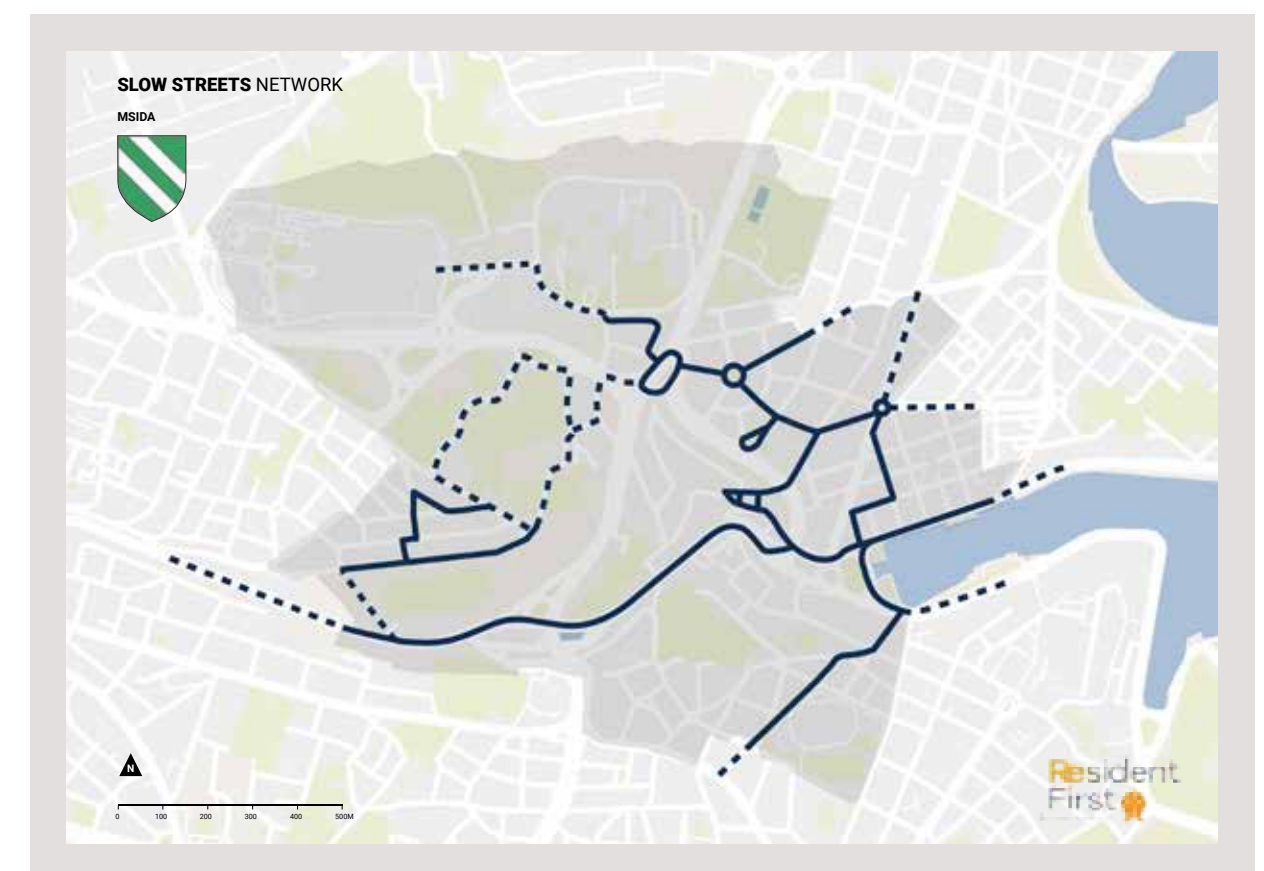 SLOW STREETS NETWORK
MSIDA
N
0 100 200 300 400 500M
Resident
First